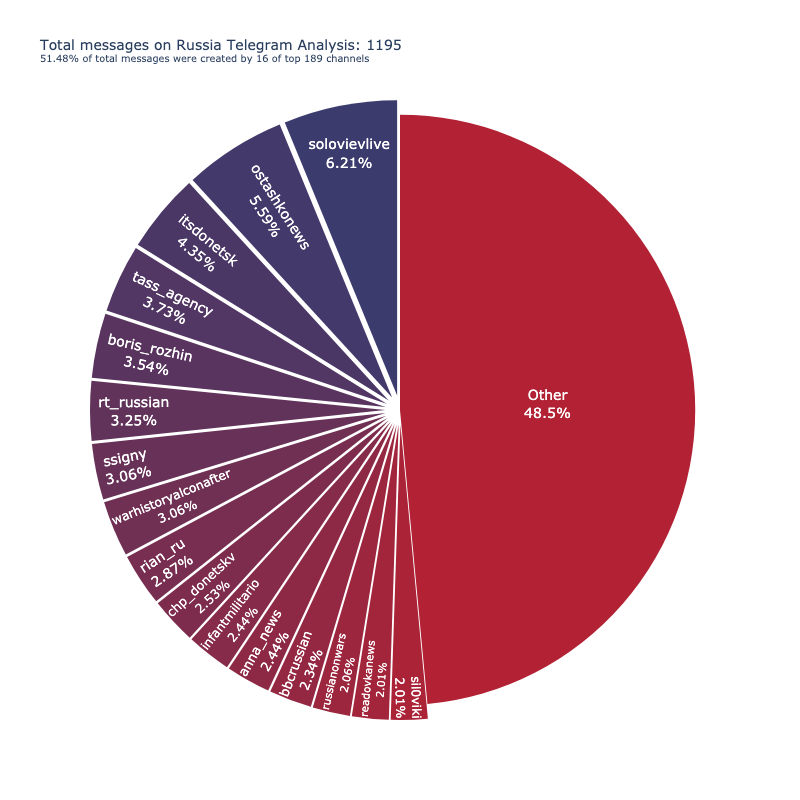 Total messages on Russia Telegram Analysis: 1195
51.48% of total messages were created by 16 of top 189 channels
solovievlive
6.21%
ostashkonews
5.59%
itsdonetsk
4.35%
tass_agency
3.73%
boris_rozhin
3.54%
rt_russian
3.25%
ssigny
3.06%
warhistoryalconafter
3.06%
rian_ru
2.87%
chp_donetskv
2.53%
infantmilitario
2.44%
anna_news
2.44%
bbcrussian
2.34%
russianonwars
2.06%
readovkanews
2.01%
sil0viki
2.01%
Other
48.5%